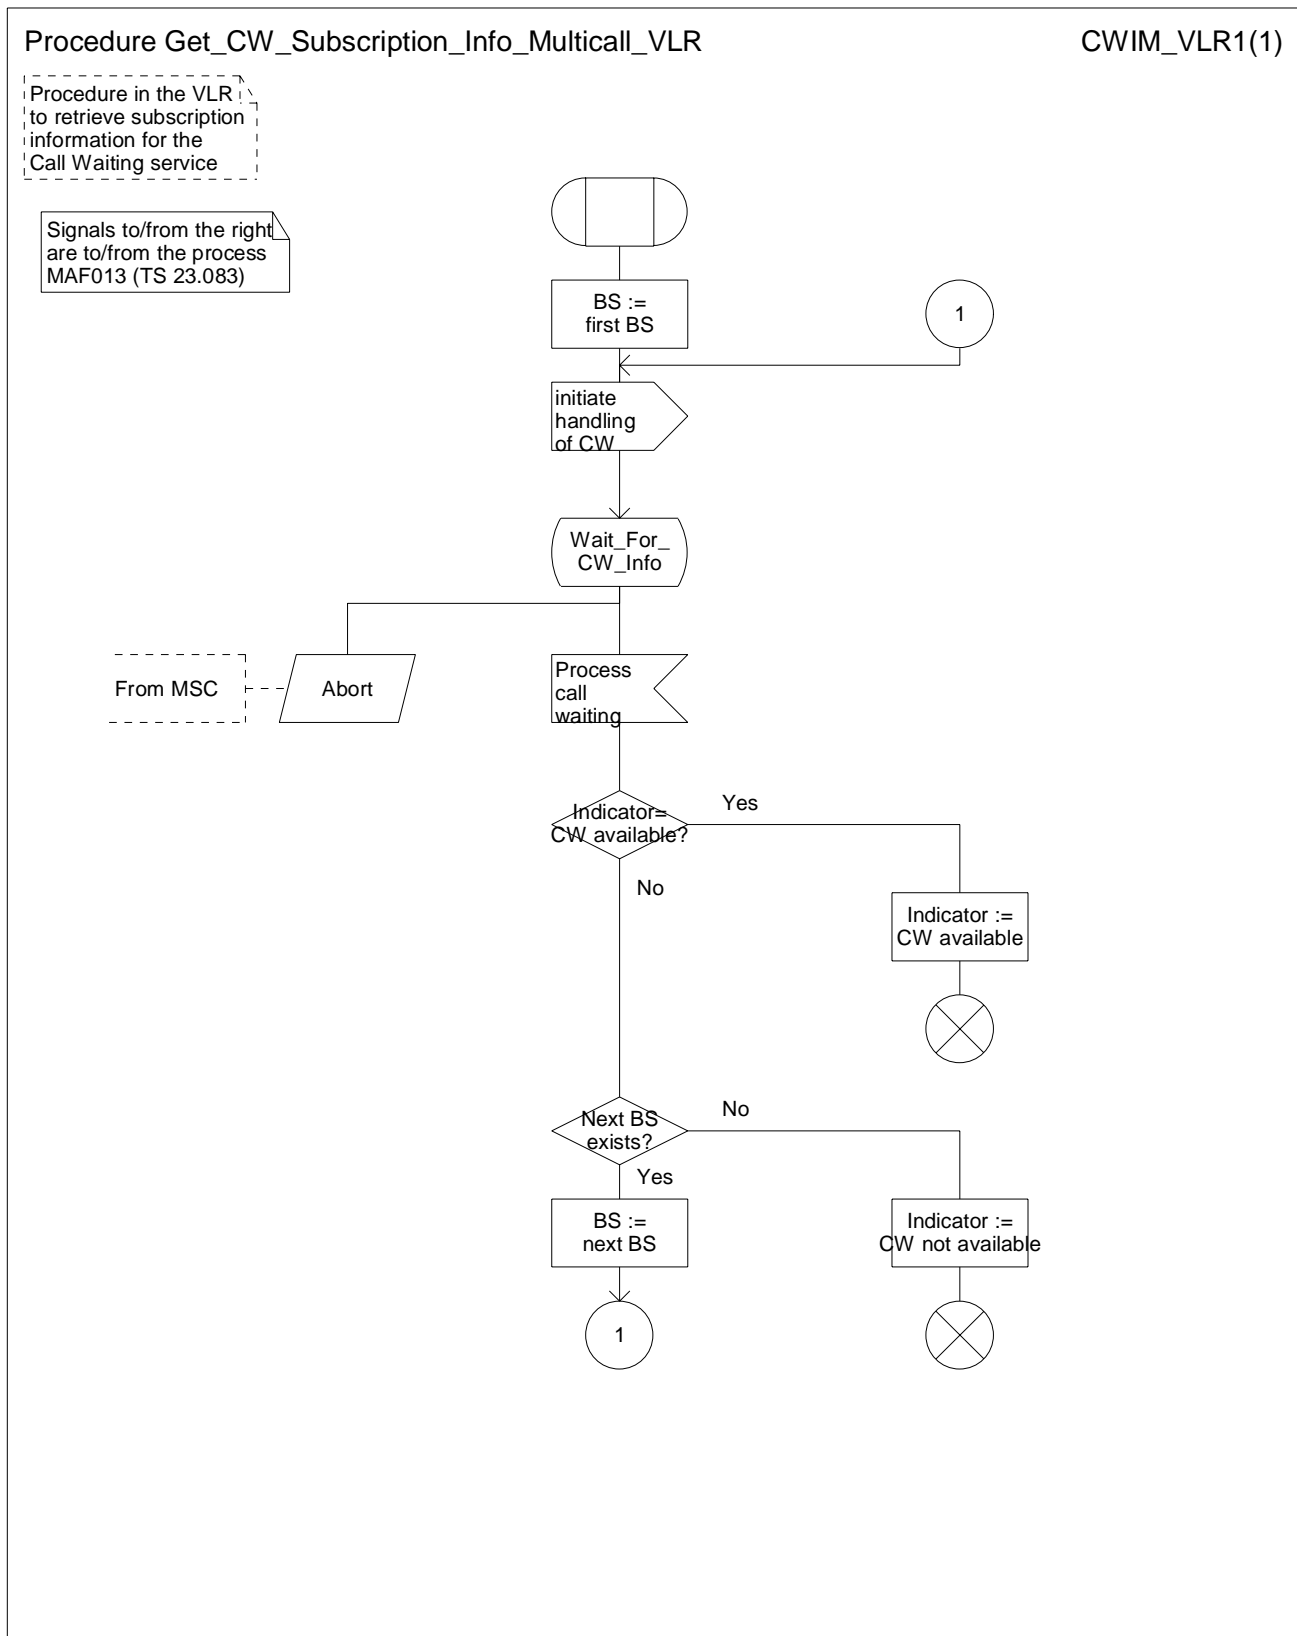 Procedure Get_CW_Subscription_Info_Multicall_VLR
CWIM_VLR1(1)
Procedure in the VLR
to retrieve subscription
information for the
Call Waiting service
Signals to/from the right
are to/from the process
MAF013 (TS 23.083)
BS :=
first BS
1
initiate
handling
of CW
Wait_For_
CW_Info
From MSC
Abort
Process
call
waiting
Indicator=
CW available?
Yes
No
Indicator :=
CW available
Next BS
exists?
No
Yes
BS :=
next BS
Indicator :=
CW not available
1